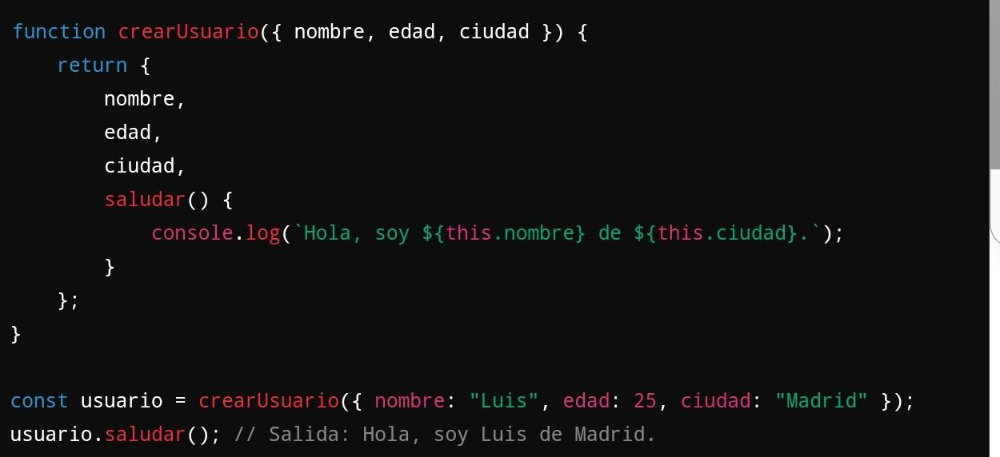 function crearUsuario({ nombre, edad, ciudad }) {
    return {
        nombre,
        edad,
        ciudad,
        saludar() {
            console.log(`Hola, soy ${this.nombre} de ${this.ciudad}.`);
        }
    };
}

const usuario = crearUsuario({ nombre: "Luis", edad: 25, ciudad: "Madrid" });
usuario.saludar(); // Salida: Hola, soy Luis de Madrid.